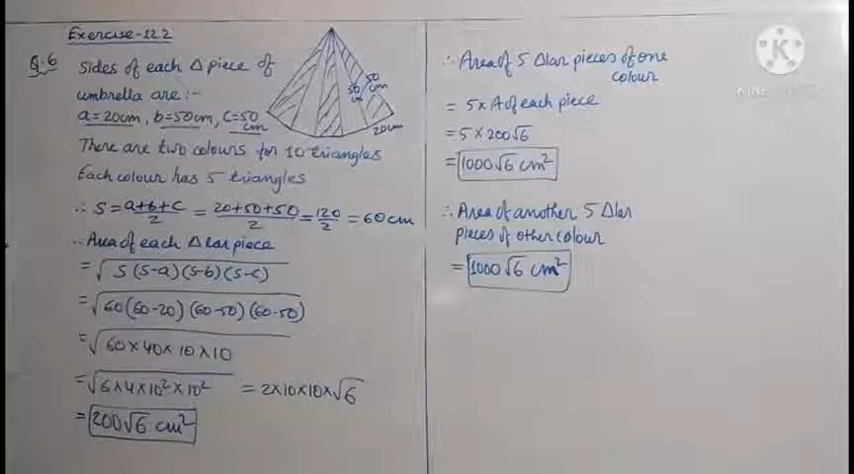 Exercise-12.2
Q.6 Sides of each Δ piece of
umbrella are :-
a=20cm, b=50cm, c=50
cm
50
cm
50
cm
20cm
There are two colours for 10 triangles
Each colour has 5 triangles
∴ S = a+b+c/2 = 20+50+50/2 = 120/2 = 60 cm
∴ Area of each Δlar piece
= √S(S-a)(S-b)(S-c)
= √60(60-20)(60-50)(60-50)
= √60×40×10×10
= √6×4×10²×10² = 2×10×10×√6
= 200√6 cm²
∴ Area of 5 Δlar pieces of one
colour
= 5×A of each piece
= 5×200√6
= 1000√6 cm²
∴ Area of another 5 Δlar
pieces of other colour
= 1000√6 cm²